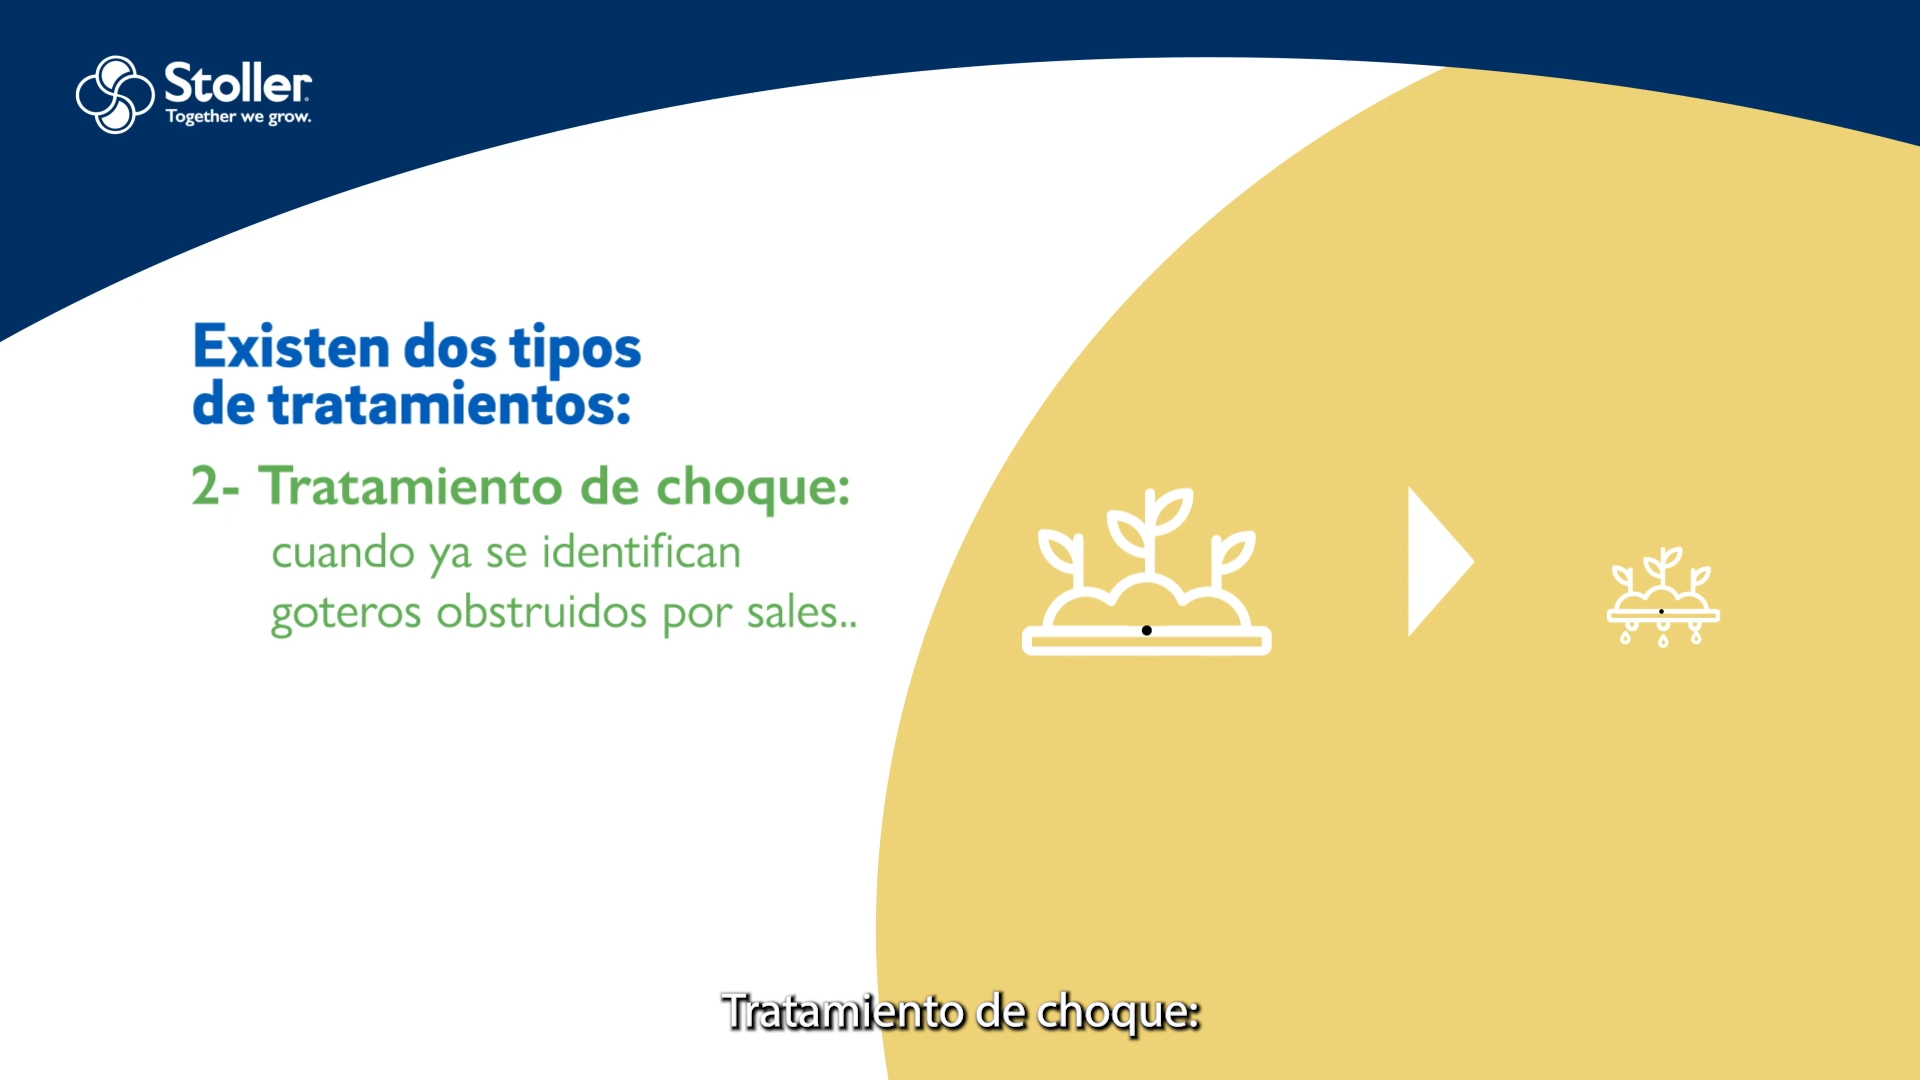 Stoller
Together we grow.
Existen dos tipos
de tratamientos:
2- Tratamiento de choque:
cuando ya se identifican
goteros obstruidos por sales..
Tratamiento de choque: